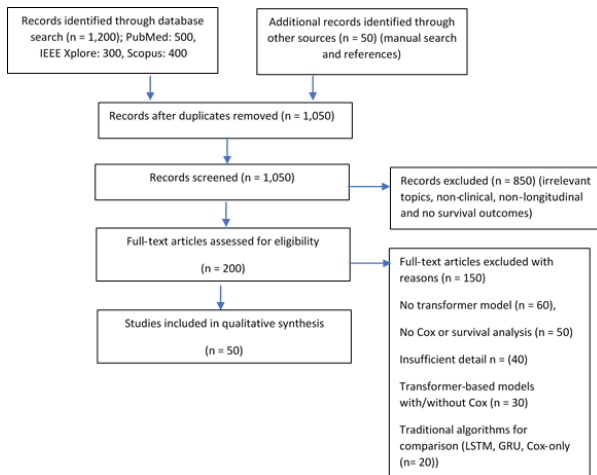 Records identified through database
search (n = 1,200); PubMed: 500,
IEEE Xplore: 300, Scopus: 400
Additional records identified through
other sources (n = 50) (manual search
and references)
Records after duplicates removed (n = 1,050)
Records screened (n = 1,050)
Records excluded (n = 850) (irrelevant
topics, non-clinical, non-longitudinal
and no survival outcomes)
Full-text articles assessed for eligibility
(n = 200)
Full-text articles excluded with
reasons (n = 150)
No transformer model (n = 60),
No Cox or survival analysis (n = 50)
Insufficient detail n = (40)
Transformer-based models
with/without Cox (n = 30)
Traditional algorithms for
comparison (LSTM, GRU, Cox-only
(n= 20))
Studies included in qualitative synthesis
(n = 50)